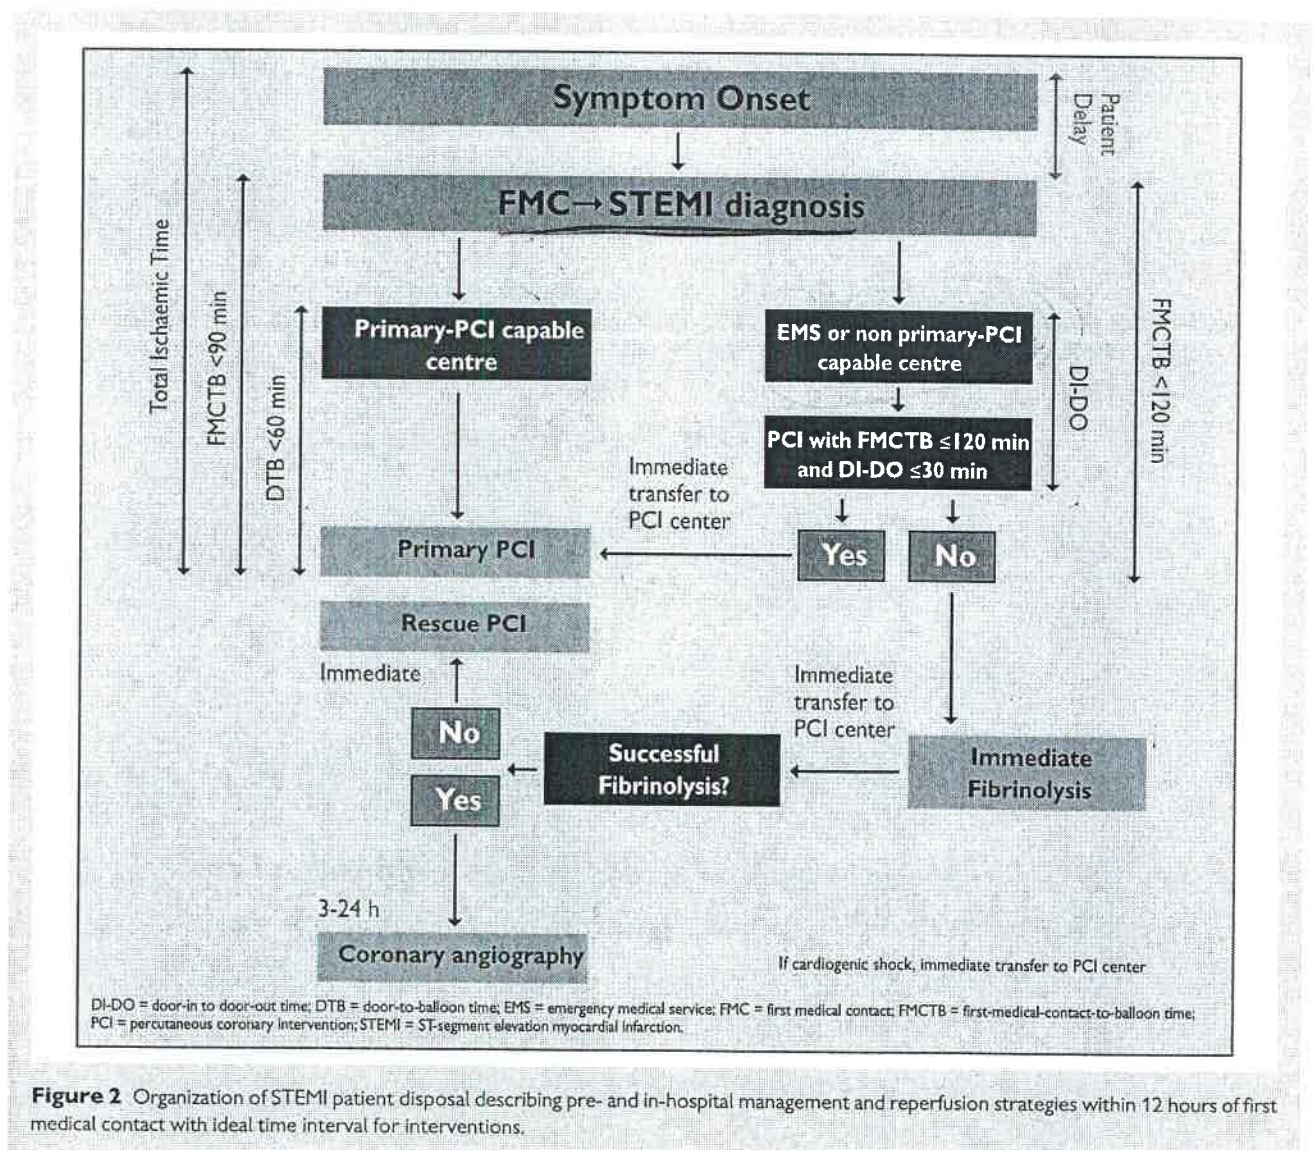 Symptom Onset
Patient
Delay
FMC→STEMI diagnosis
Total Ischaemic Time
FMCTB <90 min
DTB <60 min
Primary-PCI capable
centre
EMS or non primary-PCI
capable centre
DI-DO
FMCTB <120 min
PCI with FMCTB ≤120 min
and DI-DO ≤30 min
Immediate
transfer to
PCI center
Primary PCI
Yes
No
Rescue PCI
Immediate
Immediate
transfer to
PCI center
No
Yes
Successful
Fibrinolysis?
Immediate
Fibrinolysis
3-24 h
Coronary angiography
If cardiogenic shock, immediate transfer to PCI center
DI-DO = door-in to door-out time; DTB = door-to-balloon time; EMS = emergency medical service; FMC = first medical contact; FMCTB = first-medical-contact-to-balloon time;
PCI = percutaneous coronary intervention; STEMI = ST-segment elevation myocardial infarction.
Figure 2 Organization of STEMI patient disposal describing pre- and in-hospital management and reperfusion strategies within 12 hours of first
medical contact with ideal time interval for interventions.